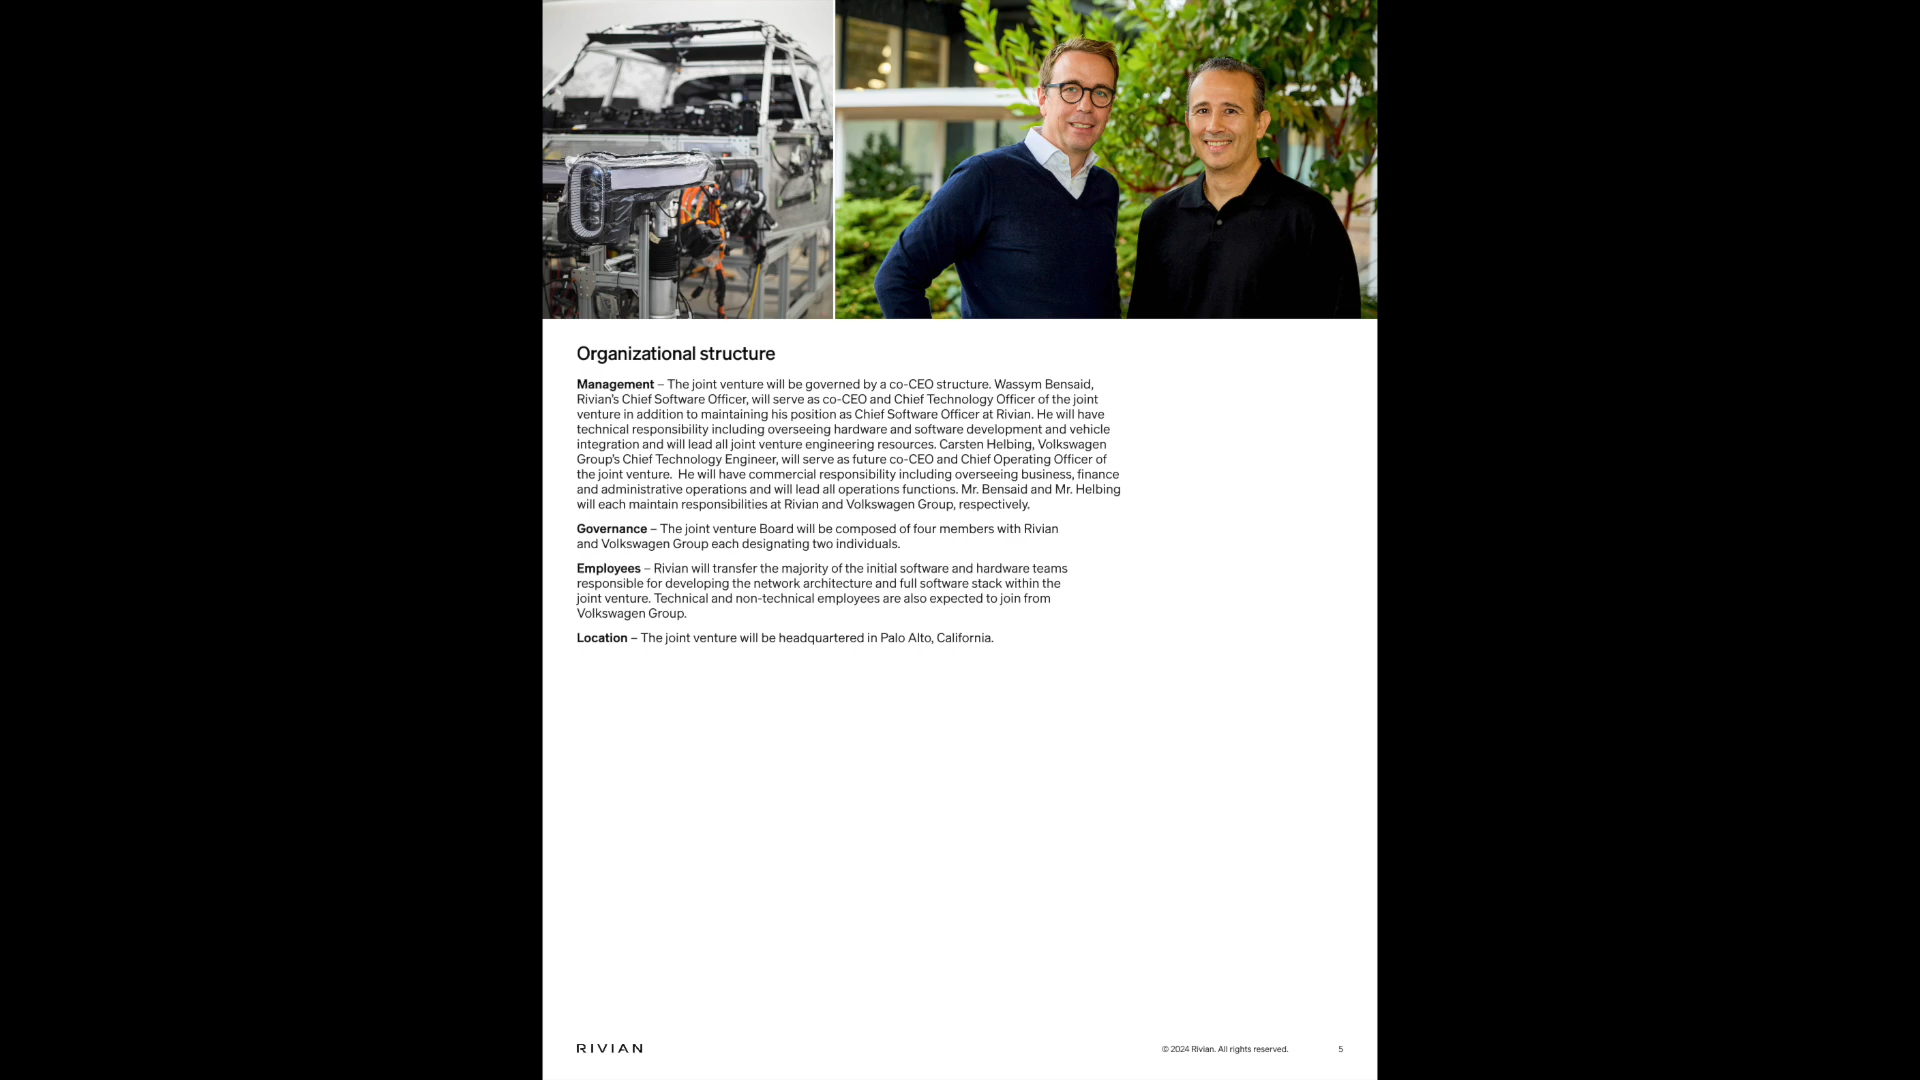 Organizational structure
Management – The joint venture will be governed by a co-CEO structure. Wassym Bensaid,
Rivian’s Chief Software Officer, will serve as co-CEO and Chief Technology Officer of the joint
venture in addition to maintaining his position as Chief Software Officer at Rivian. He will have
technical responsibility including overseeing hardware and software development and vehicle
integration and will lead all joint venture engineering resources. Carsten Helbing, Volkswagen
Group’s Chief Technology Engineer, will serve as future co-CEO and Chief Operating Officer of
the joint venture.  He will have commercial responsibility including overseeing business, finance
and administrative operations and will lead all operations functions. Mr. Bensaid and Mr. Helbing
will each maintain responsibilities at Rivian and Volkswagen Group, respectively.
Governance – The joint venture Board will be composed of four members with Rivian
and Volkswagen Group each designating two individuals.
Employees – Rivian will transfer the majority of the initial software and hardware teams
responsible for developing the network architecture and full software stack within the
joint venture. Technical and non-technical employees are also expected to join from
Volkswagen Group.
Location – The joint venture will be headquartered in Palo Alto, California.
RIVIAN
© 2024 Rivian. All rights reserved.
5